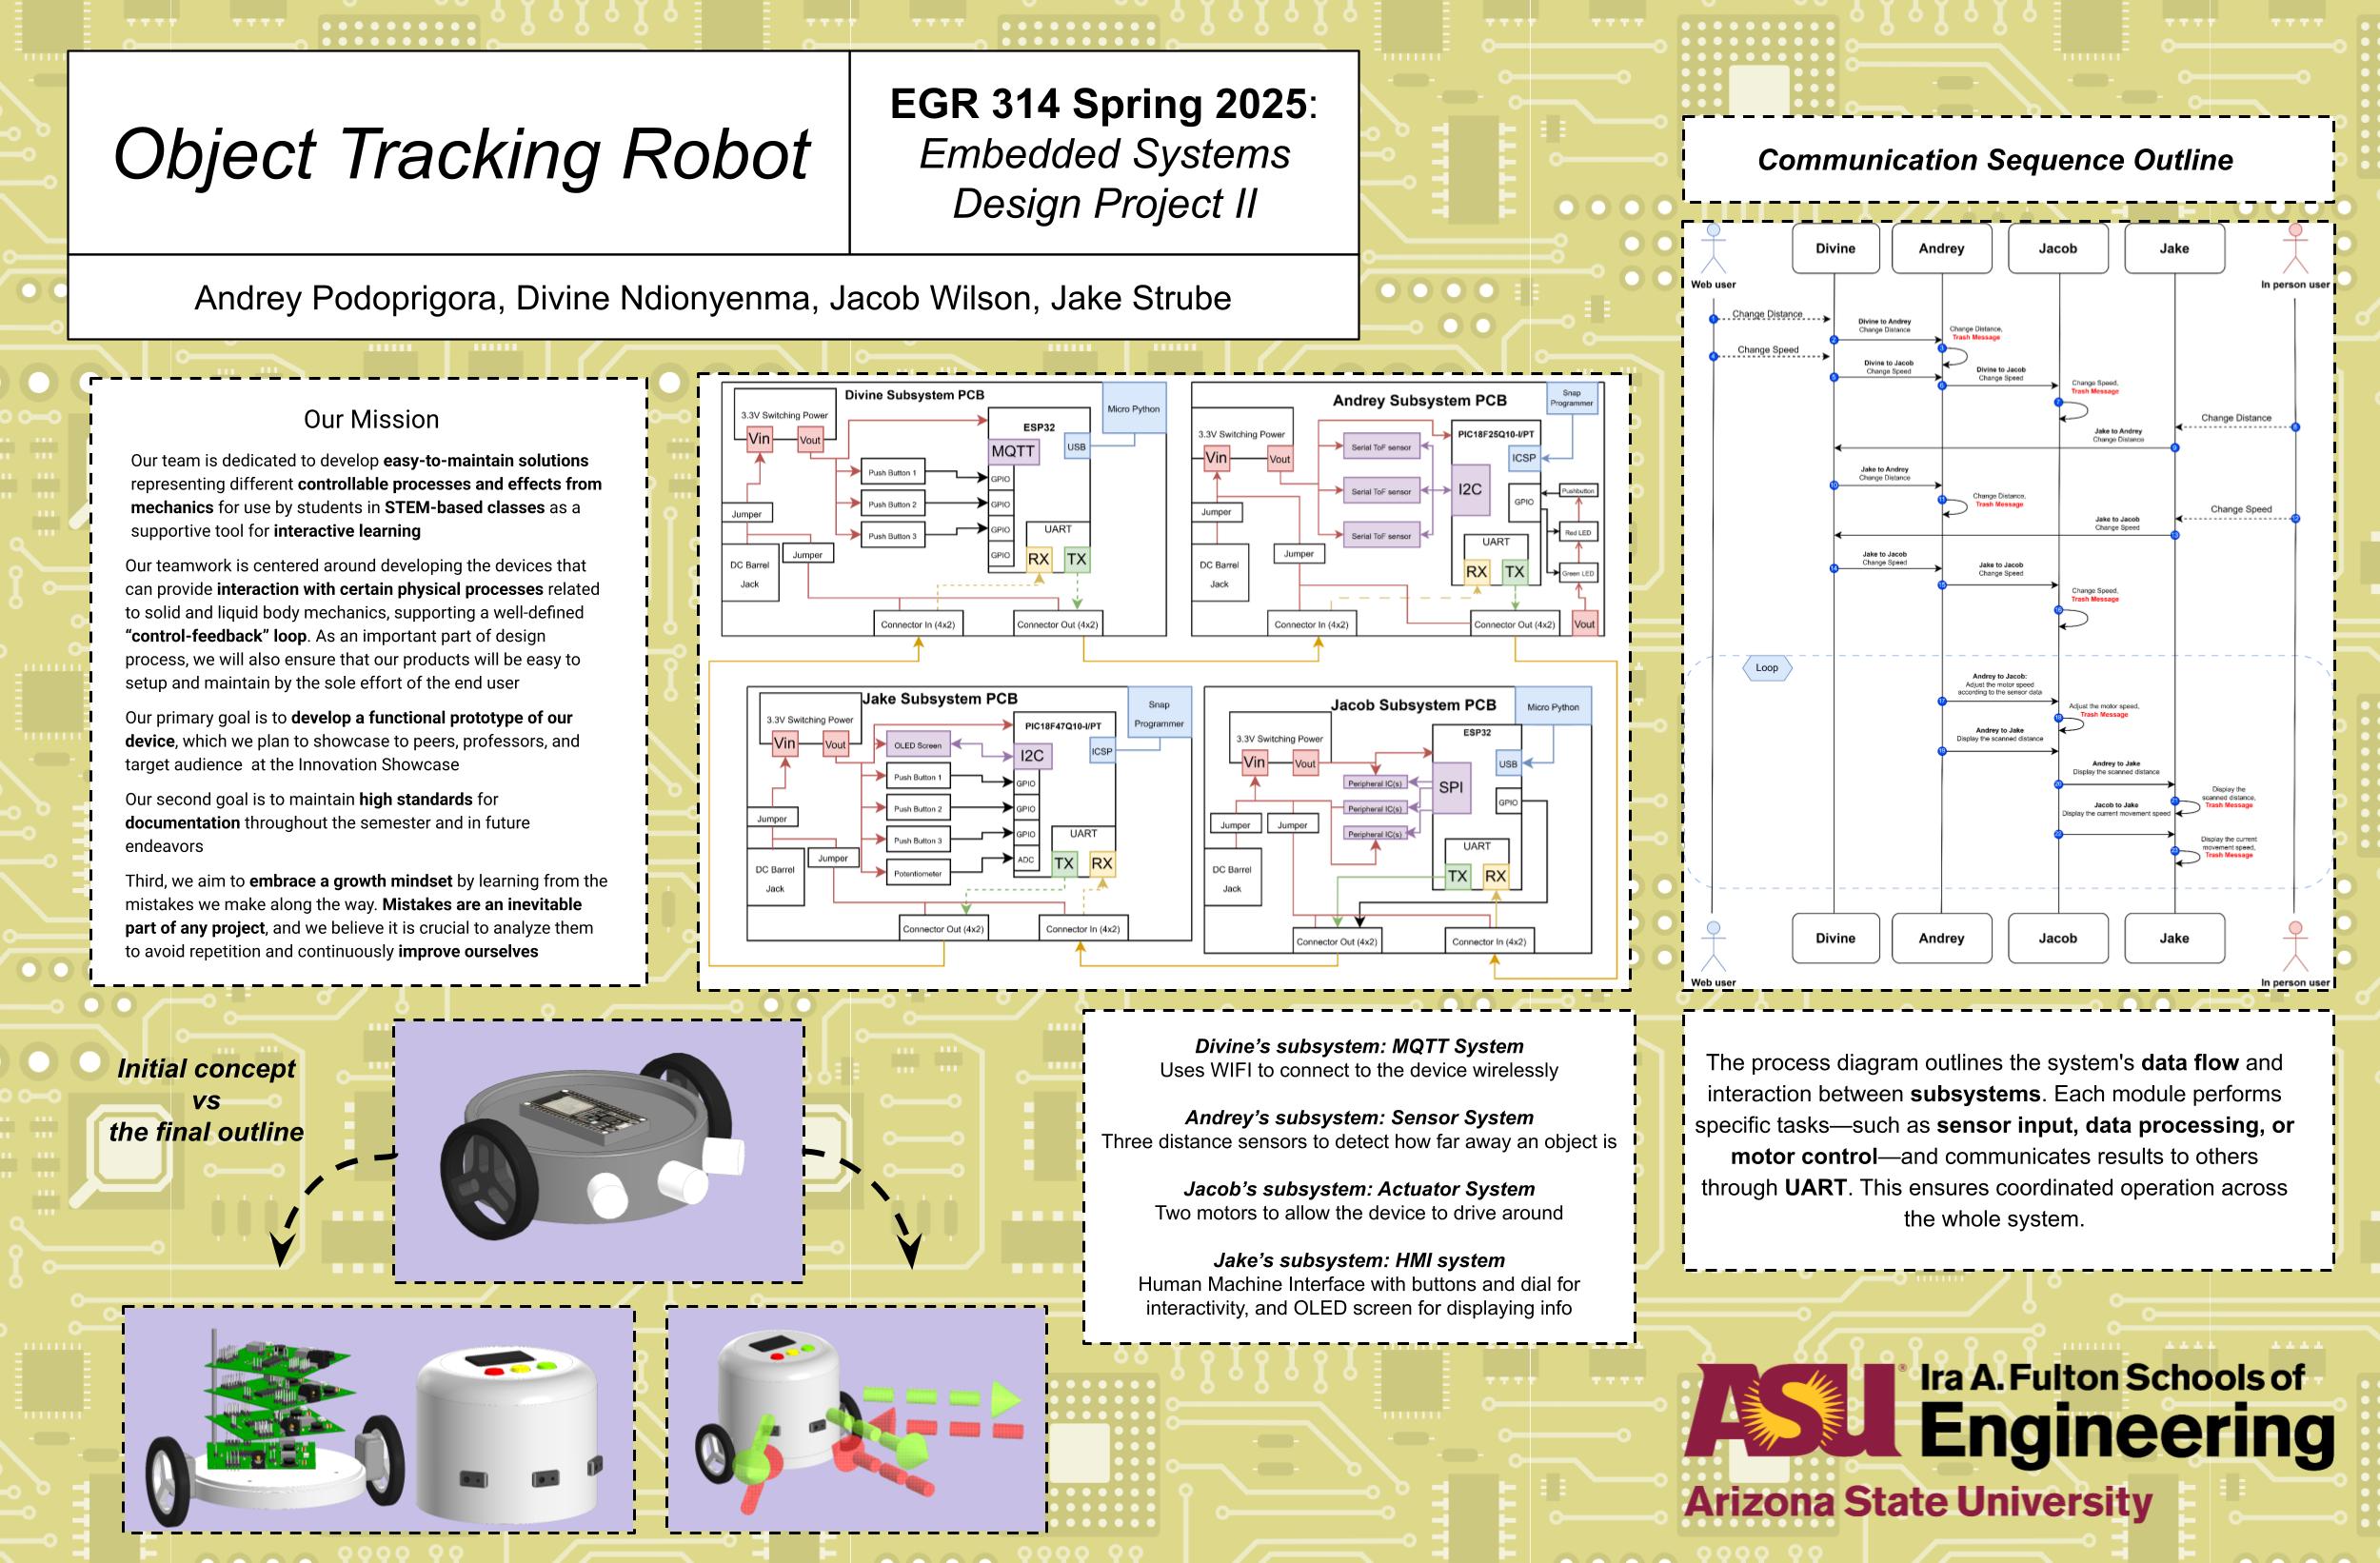 Object Tracking Robot
EGR 314 Spring 2025:
Embedded Systems
Design Project II
Andrey Podoprigora, Divine Ndionyenma, Jacob Wilson, Jake Strube
Our Mission
Our team is dedicated to develop easy-to-maintain solutions
representing different controllable processes and effects from
mechanics for use by students in STEM-based classes as a
supportive tool for interactive learning
Our teamwork is centered around developing the devices that
can provide interaction with certain physical processes related
to solid and liquid body mechanics, supporting a well-defined
“control-feedback” loop. As an important part of design
process, we will also ensure that our products will be easy to
setup and maintain by the sole effort of the end user
Our primary goal is to develop a functional prototype of our
device, which we plan to showcase to peers, professors, and
target audience at the Innovation Showcase
Our second goal is to maintain high standards for
documentation throughout the semester and in future
endeavors
Third, we aim to embrace a growth mindset by learning from the
mistakes we make along the way. Mistakes are an inevitable
part of any project, and we believe it is crucial to analyze them
to avoid repetition and continuously improve ourselves
Divine Subsystem PCB
Micro Python
3.3V Switching Power
Vin
Vout
ESP32
MQTT
USB
Push Button 1
GPIO
Push Button 2
GPIO
Push Button 3
GPIO
GPIO
Jumper
Jumper
UART
RX
TX
DC Barrel
Jack
Connector In (4x2)
Connector Out (4x2)
Andrey Subsystem PCB
Snap
Programmer
3.3V Switching Power
Vin
Vout
PIC18F25Q10-I/PT
Serial ToF sensor
ICSP
Serial ToF sensor
I2C
GPIO
Pushbutton
Serial ToF sensor
Red LED
Jumper
Jumper
UART
RX
TX
Green LED
DC Barrel
Jack
Connector In (4x2)
Connector Out (4x2)
Vout
Jake Subsystem PCB
Snap
Programmer
3.3V Switching Power
Vin
Vout
PIC18F47Q10-I/PT
OLED Screen
I2C
ICSP
Push Button 1
GPIO
Push Button 2
GPIO
Push Button 3
GPIO
Potentiometer
ADC
Jumper
Jumper
UART
TX
RX
DC Barrel
Jack
Connector Out (4x2)
Connector In (4x2)
Jacob Subsystem PCB
Micro Python
3.3V Switching Power
Vin
Vout
ESP32
USB
Peripheral IC(s)
SPI
Peripheral IC(s)
GPIO
Peripheral IC(s)
Jumper
Jumper
UART
TX
RX
DC Barrel
Jack
Connector Out (4x2)
Connector In (4x2)
Communication Sequence Outline
Divine
Andrey
Jacob
Jake
Web user
In person user
1
Change Distance
2
Divine to Andrey
Change Distance
3
Change Distance,
Trash Message
4
Change Speed
5
Divine to Jacob
Change Speed
6
Divine to Jacob
Change Speed
7
Change Speed,
Trash Message
8
Change Distance
9
Jake to Andrey
Change Distance
10
Jake to Andrey
Change Distance
11
Change Distance,
Trash Message
12
Change Speed
13
Jake to Jacob
Change Speed
14
Jake to Jacob
Change Speed
15
Jake to Jacob
Change Speed
16
Change Speed,
Trash Message
Loop
17
Andrey to Jacob:
Adjust the motor speed
according to the sensor data
18
Adjust the motor speed,
Trash Message
19
Andrey to Jake
Display the scanned distance
20
Andrey to Jake
Display the scanned distance
21
Display the
scanned distance,
Trash Message
22
Jacob to Jake
Display the current movement speed
23
Display the current
movement speed,
Trash Message
Divine
Andrey
Jacob
Jake
Web user
In person user
Initial concept
vs
the final outline
Divine’s subsystem: MQTT System
Uses WIFI to connect to the device wirelessly
Andrey’s subsystem: Sensor System
Three distance sensors to detect how far away an object is
Jacob’s subsystem: Actuator System
Two motors to allow the device to drive around
Jake’s subsystem: HMI system
Human Machine Interface with buttons and dial for
interactivity, and OLED screen for displaying info
The process diagram outlines the system's data flow and
interaction between subsystems. Each module performs
specific tasks—such as sensor input, data processing, or
motor control—and communicates results to others
through UART. This ensures coordinated operation across
the whole system.
ASU® Ira A. Fulton Schools of
Engineering
Arizona State University